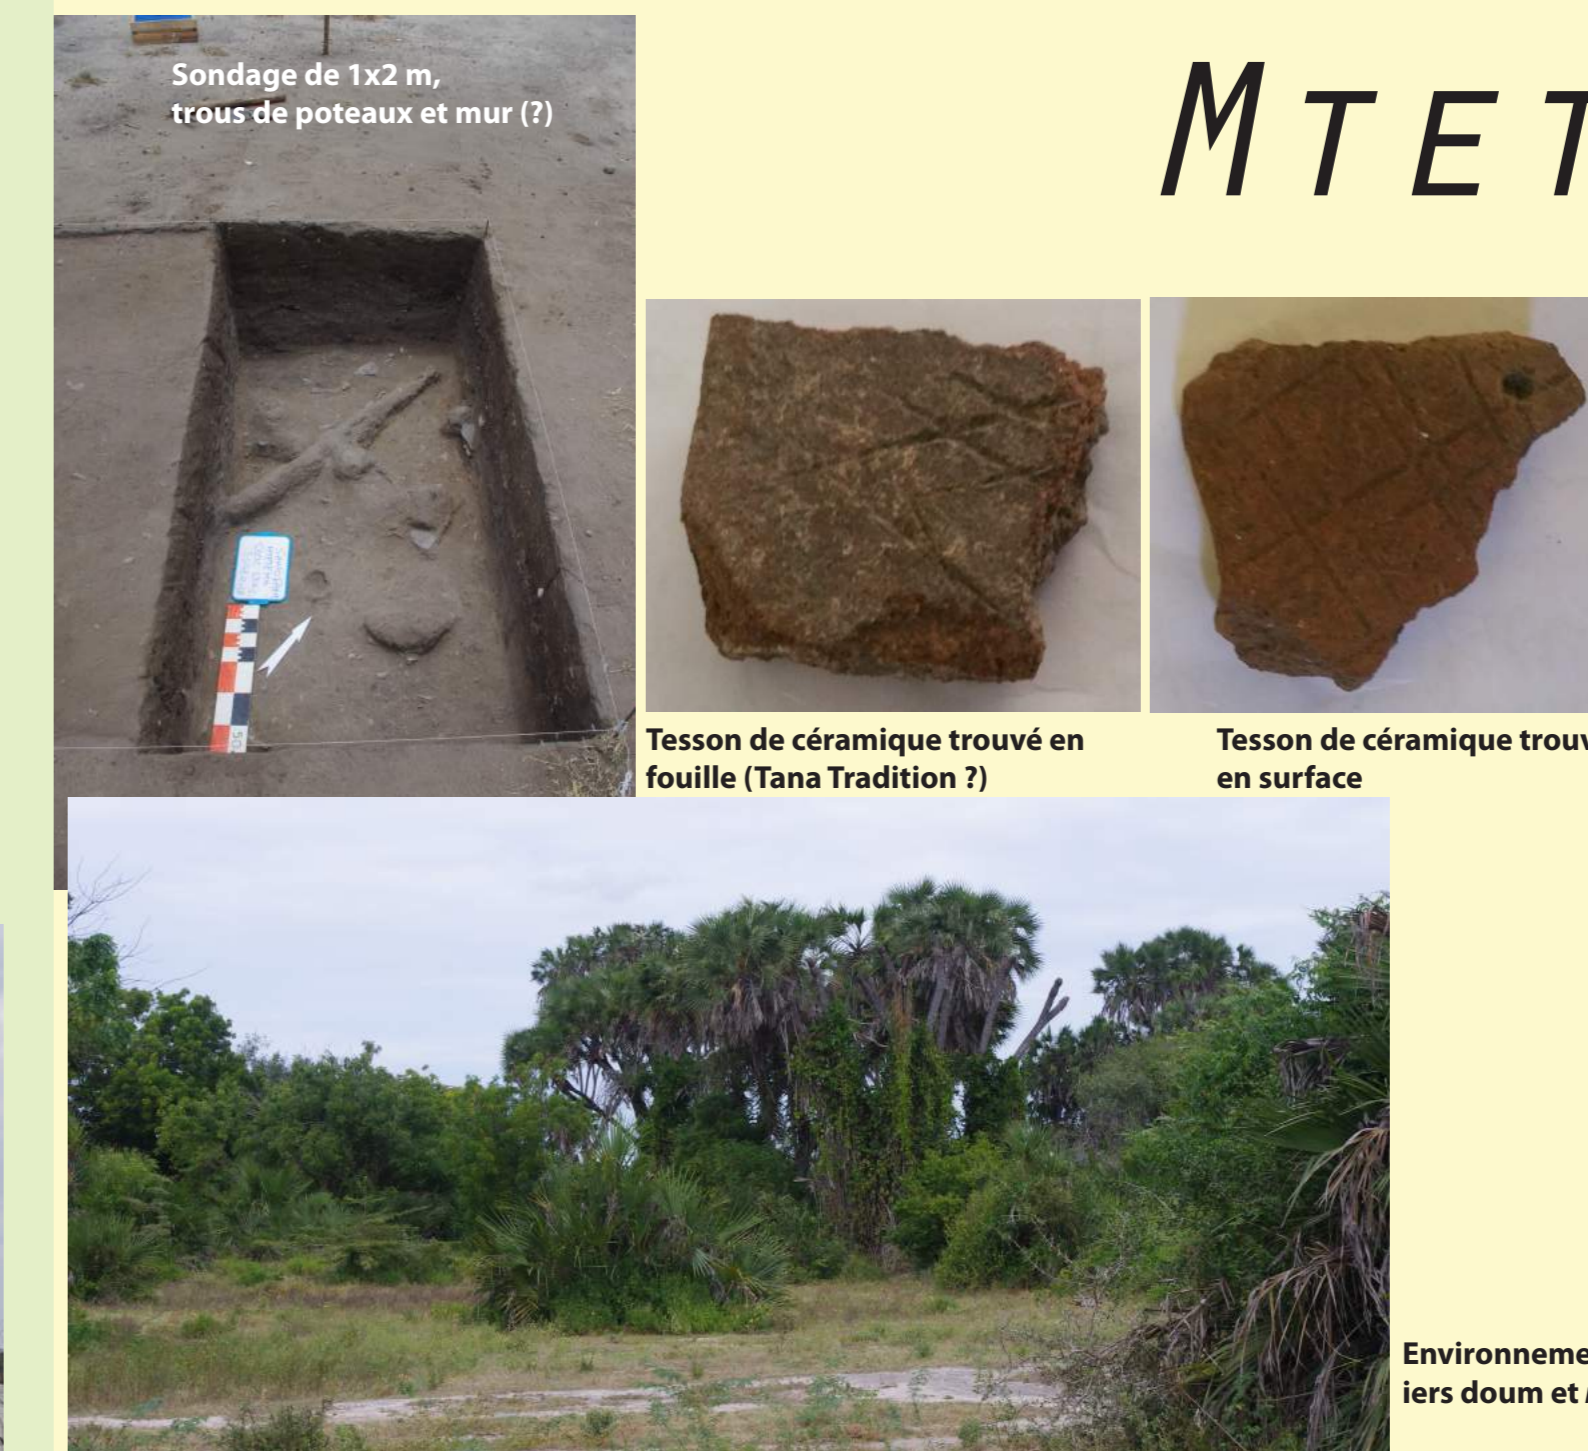 Sondage de 1x2 m,
trous de poteaux et mur (?)
MTET
Tesson de céramique trouvé en
fouille (Tana Tradition ?)
Tesson de céramique trouv
en surface
50
Environneme
iers doum et